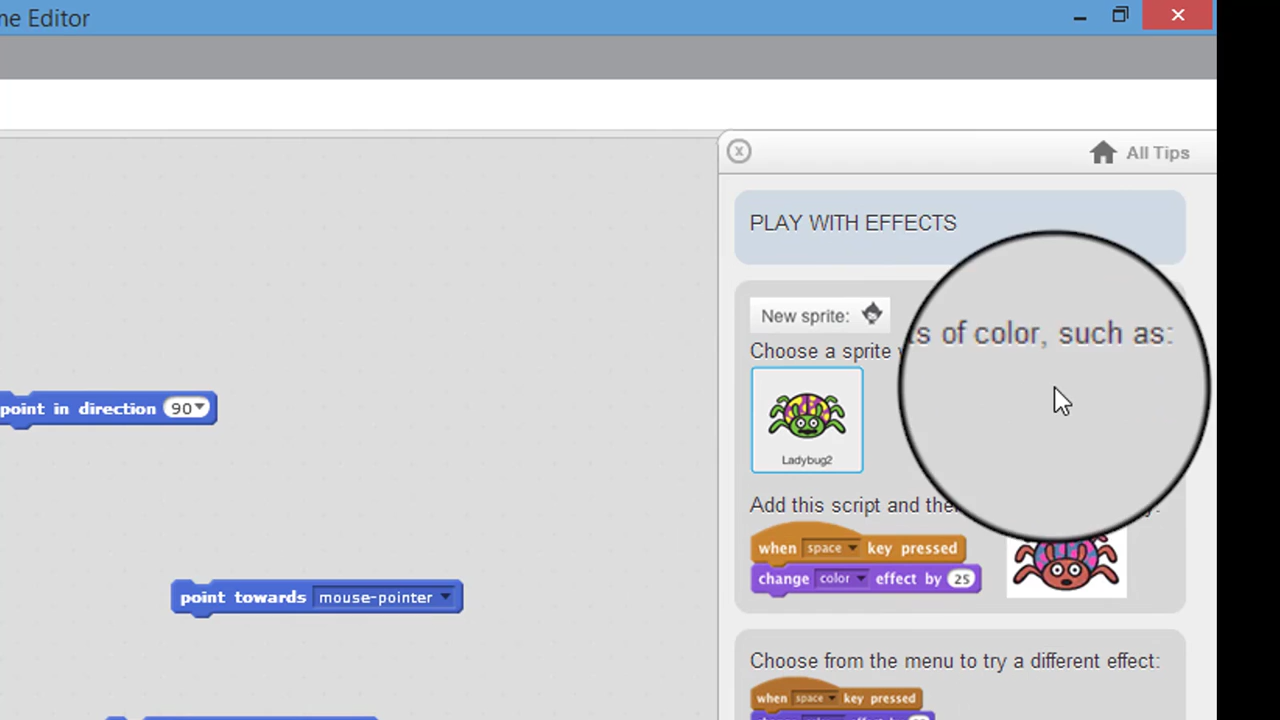 me Editor
All Tips
PLAY WITH EFFECTS
New sprite:
Choose a sprite
of color, such as:
point in direction 90
Ladybug2
Add this script and
when space key pressed
change color effect by 25
point towards mouse-pointer
Choose from the menu to try a different effect:
when space key pressed